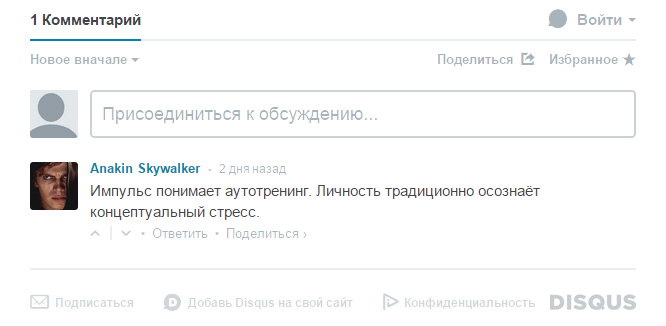 1 Комментарий Войти
Новое вначале Поделиться Избранное
Присоединиться к обсуждению...
Anakin Skywalker • 2 дня назад
Импульс понимает аутотренинг. Личность традиционно осознаёт
концептуальный стресс.
• Ответить • Поделиться ›
Подписаться Добавь Disqus на свой сайт Конфиденциальность DISQUS